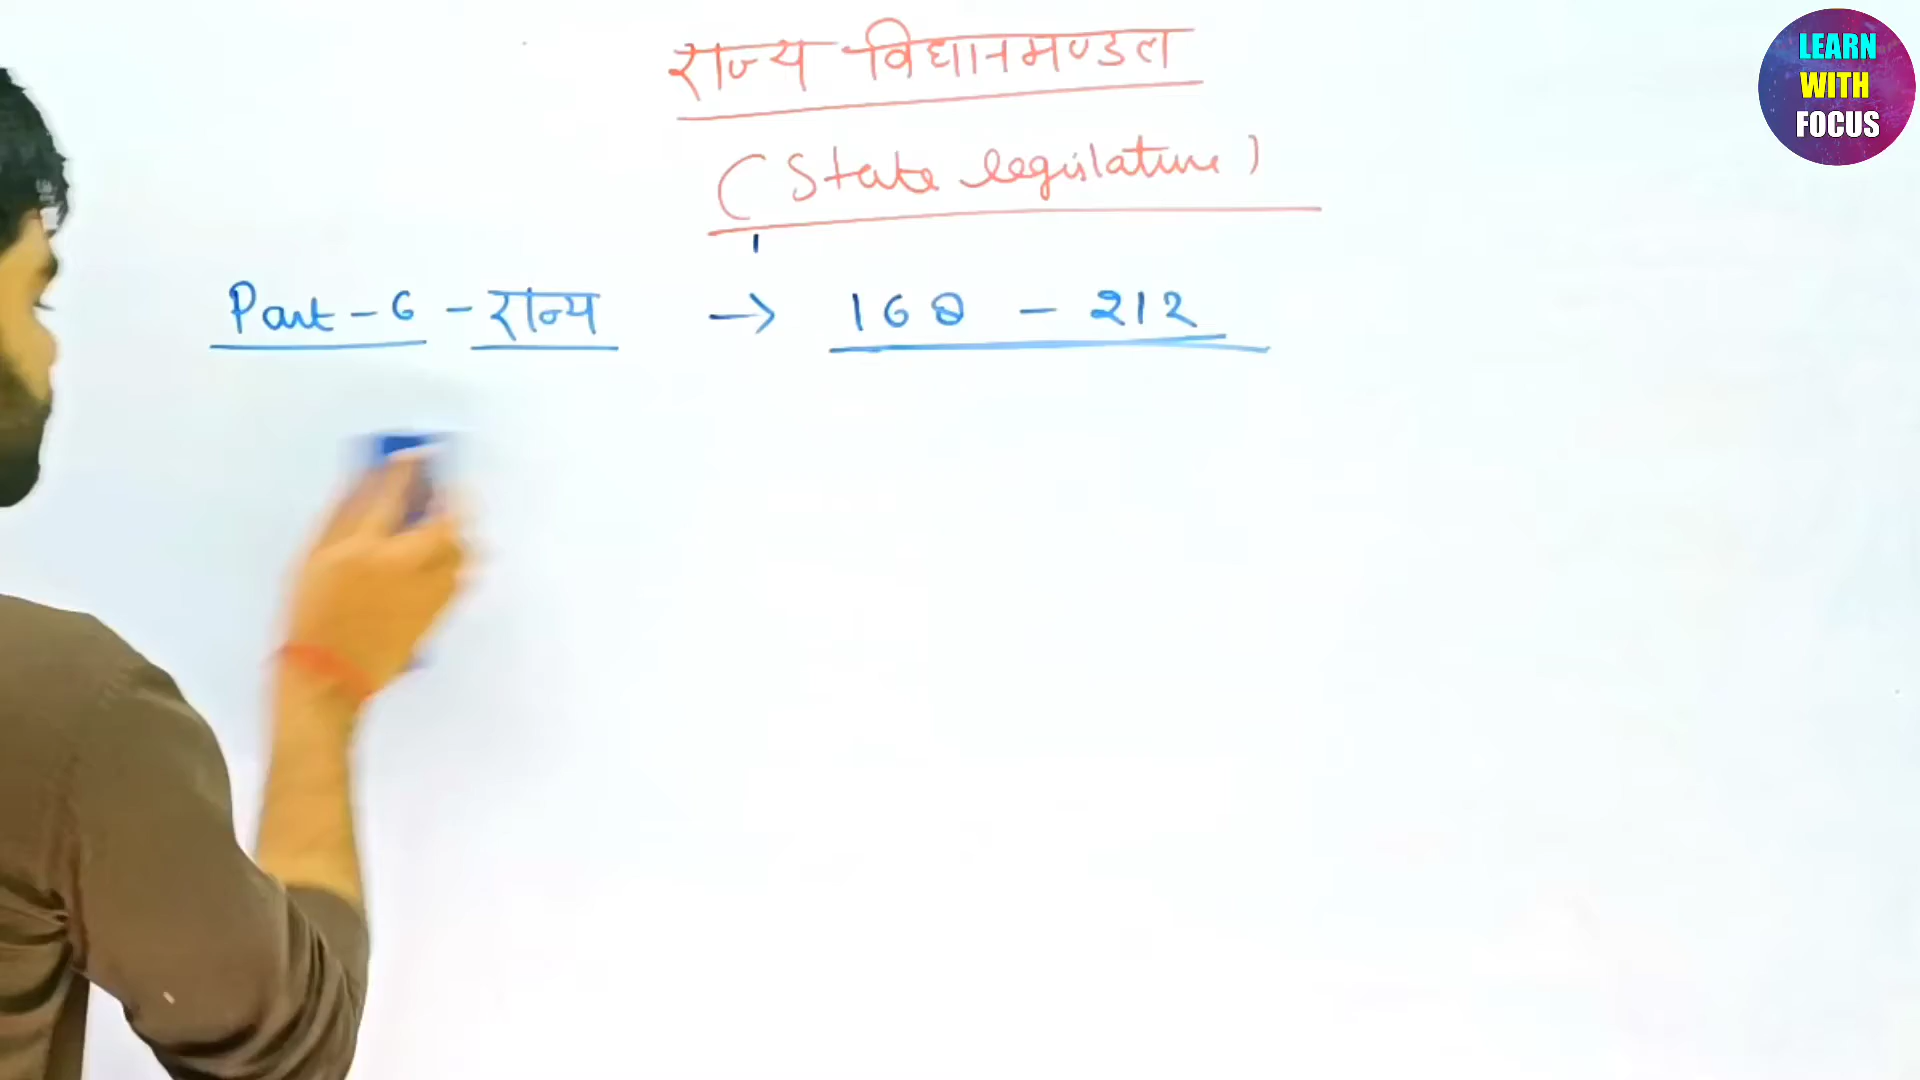 राज्य विधानमण्डल
(State legislature)
Part-6 - राज्य → 168 - 212
LEARN
WITH
FOCUS